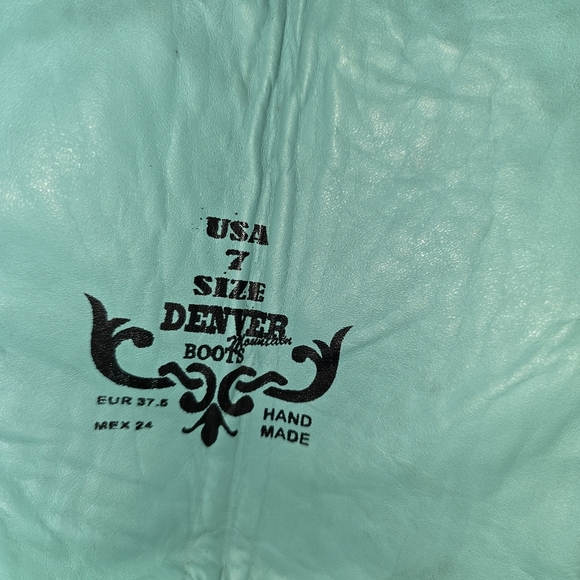 USA
7
SIZE
DENVER
Mountain
BOOTS
EUR 37.5
MEX 24
HAND
MADE